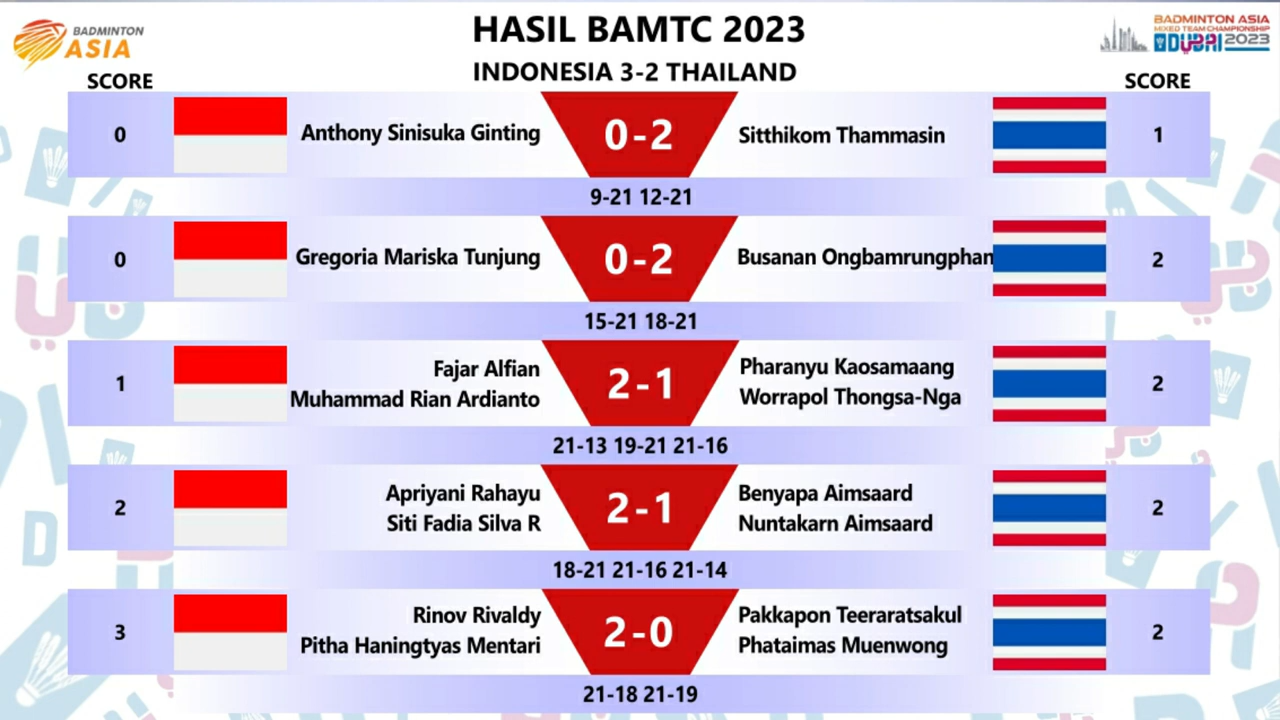 BADMINTON
ASIA
HASIL BAMTC 2023
BADMINTON ASIA
MIXED TEAM CHAMPIONSHIP
DUBAI 2023
INDONESIA 3-2 THAILAND
SCORE
SCORE
0
Anthony Sinisuka Ginting
0-2
Sitthikom Thammasin
1
9-21 12-21
0
Gregoria Mariska Tunjung
0-2
Busanan Ongbamrungphan
2
15-21 18-21
1
Fajar Alfian
Muhammad Rian Ardianto
2-1
Pharanyu Kaosamaang
Worrapol Thongsa-Nga
2
21-13 19-21 21-16
2
Apriyani Rahayu
Siti Fadia Silva R
2-1
Benyapa Aimsaard
Nuntakarn Aimsaard
2
18-21 21-16 21-14
3
Rinov Rivaldy
Pitha Haningtyas Mentari
2-0
Pakkapon Teeraratsakul
Phataimas Muenwong
2
21-18 21-19